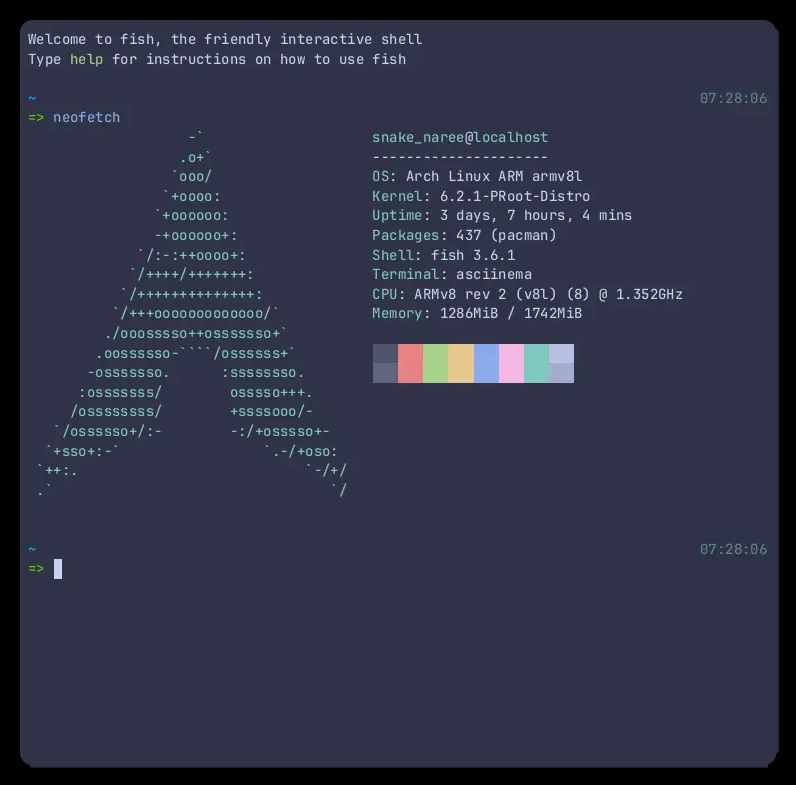 Welcome to fish, the friendly interactive shell
Type help for instructions on how to use fish
~ 07:28:06
=> neofetch
                   -`                    snake_naree@localhost
                  .o+`                   ---------------------
                 `ooo/                   OS: Arch Linux ARM armv8l
                `+oooo:                  Kernel: 6.2.1-PRoot-Distro
               `+oooooo:                 Uptime: 3 days, 7 hours, 4 mins
               -+oooooo+:                Packages: 437 (pacman)
             `/:-:++oooo+:               Shell: fish 3.6.1
            `/++++/+++++++:              Terminal: asciinema
           `/++++++++++++++:             CPU: ARMv8 rev 2 (v8l) (8) @ 1.352GHz
          `/+++ooooooooooooo/`           Memory: 1286MiB / 1742MiB
         ./ooosssso++osssssso+`
        .oossssso-````/ossssss+`
       -osssssso.      :ssssssso.
      :osssssss/        osssso+++.
     /ossssssss/        +ssssooo/-
   `/ossssso+/:-        -:/+osssso+-
  `+sso+:-`                 `.-/+oso:
 `++:.                           `-/+/
 .`                                 `/
~ 07:28:06
=>